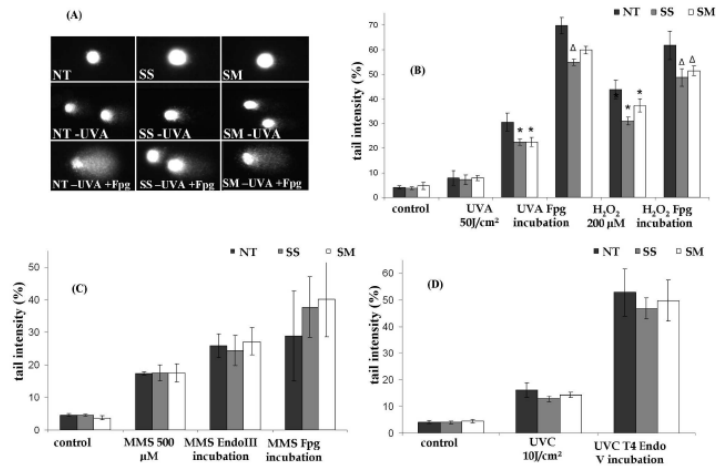 (A)
NT
SS
SM
NT -UVA
SS -UVA
SM -UVA
NT –UVA +Fpg
SS –UVA +Fpg
SM –UVA +Fpg
NT SS SM
(B)
tail intensity (%)
70
60
50
40
30
20
10
0
* * Δ * * Δ Δ
control
UVA 50J/cm²
UVA Fpg incubation
H₂O₂ 200 µM
H₂O₂ Fpg incubation
NT SS SM
(C)
tail intensity (%)
50
40
30
20
10
0
control
MMS 500 µM
MMS EndoIII incubation
MMS Fpg incubation
NT SS SM
(D)
tail intensity (%)
60
50
40
30
20
10
0
control
UVC 10J/cm²
UVC T4 Endo V incubation